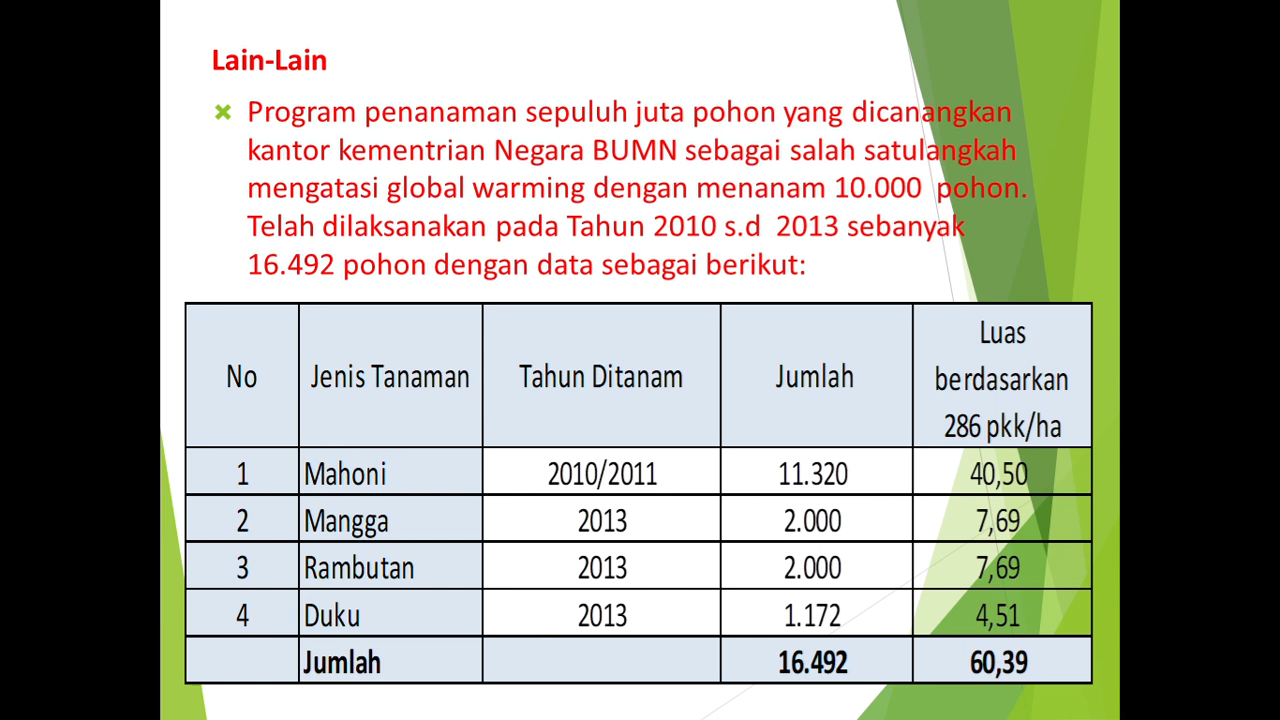 Lain-Lain
Program penanaman sepuluh juta pohon yang dicanangkan
kantor kementrian Negara BUMN sebagai salah satulangkah
mengatasi global warming dengan menanam 10.000 pohon.
Telah dilaksanakan pada Tahun 2010 s.d 2013 sebanyak
16.492 pohon dengan data sebagai berikut:
No Jenis Tanaman Tahun Ditanam Jumlah Luas berdasarkan 286 pkk/ha
1 Mahoni 2010/2011 11.320 40,50
2 Mangga 2013 2.000 7,69
3 Rambutan 2013 2.000 7,69
4 Duku 2013 1.172 4,51
Jumlah 16.492 60,39